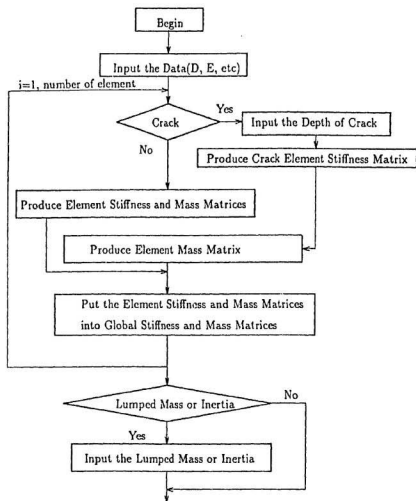 Begin
Input the Data(D, E, etc)
i=1, number of element
Crack
Yes
Input the Depth of Crack
No
Produce Crack Element Stiffness Matrix
Produce Element Stiffness and Mass Matrices
Produce Element Mass Matrix
Put the Element Stiffness and Mass Matrices
into Global Stiffness and Mass Matrices
Lumped Mass or Inertia
No
Yes
Input the Lumped Mass or Inertia